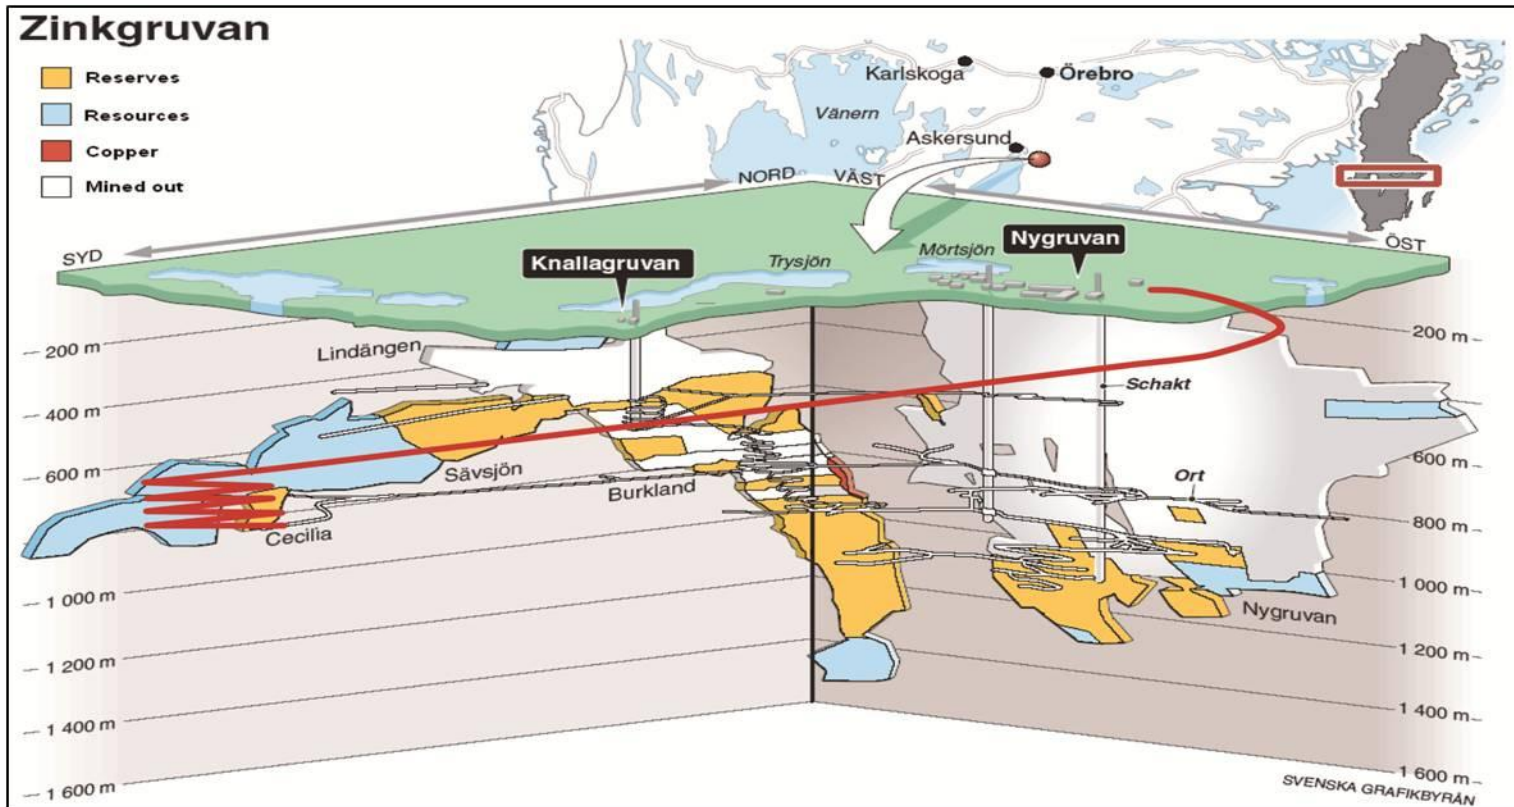 Zinkgruvan
Reserves
Resources
Copper
Mined out
Karlskoga
Örebro
Vänern
Askersund
NORD
VÄST
SYD
ÖST
Knallagruvan
Trysjön
Mörtsjön
Nygruvan
200 m
400 m
600 m
1 000 m
1 200 m
1 400 m
1 600 m
Lindängen
Sävsjön
Burkland
Cecilia
Schakt
Ort
Nygruvan
200 m
600 m
800 m
1 000 m
1 200 m
1 400 m
1 600 m
SVENSKA GRAFIKBYRÅN